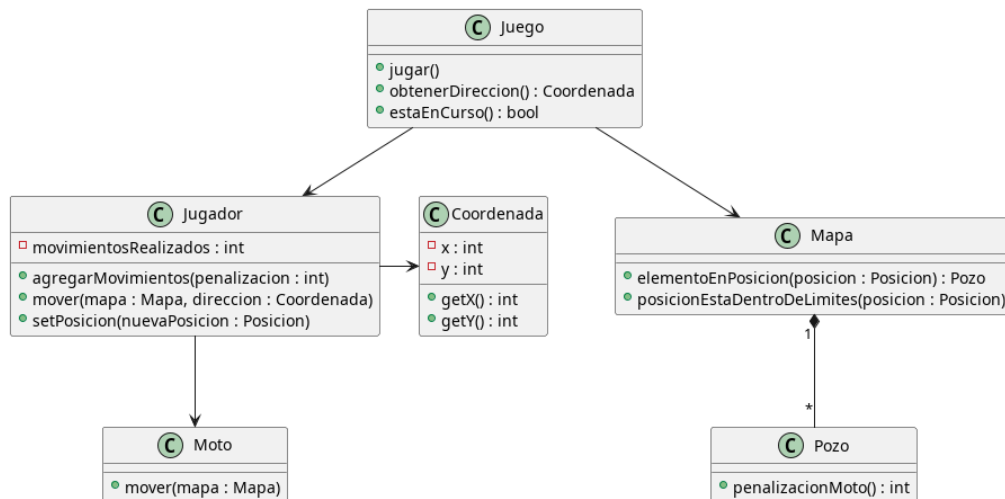 C Juego
jugar()
obtenerDireccion() : Coordenada
estaEnCurso() : bool
C Jugador
movimientosRealizados : int
agregarMovimientos(penalizacion : int)
mover(mapa : Mapa, direccion : Coordenada)
setPosicion(nuevaPosicion : Posicion)
C Coordenada
x : int
y : int
getX() : int
getY() : int
C Mapa
elementoEnPosicion(posicion : Posicion) : Pozo
posicionEstaDentroDeLimites(posicion : Posicion)
1
*
C Moto
mover(mapa : Mapa)
C Pozo
penalizacionMoto() : int